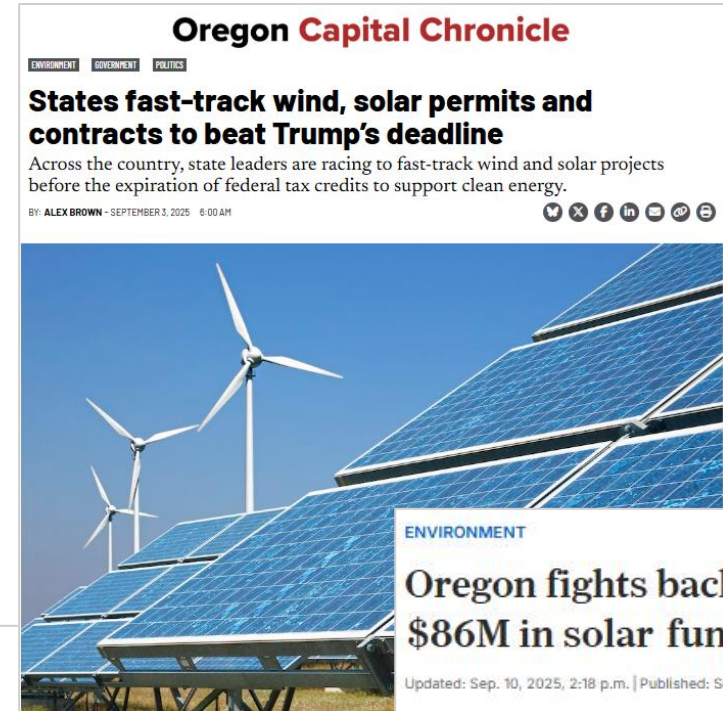 Oregon Capital Chronicle
ENVIRONMENT GOVERNMENT POLITICS
States fast-track wind, solar permits and
contracts to beat Trump's deadline
Across the country, state leaders are racing to fast-track wind and solar projects
before the expiration of federal tax credits to support clean energy.
BY: ALEX BROWN - SEPTEMBER 3, 2025 6:00 AM
ENVIRONMENT
Oregon fights
$86M in solar
Updated: Sep. 10, 2025, 2:18 p.m. | Published: